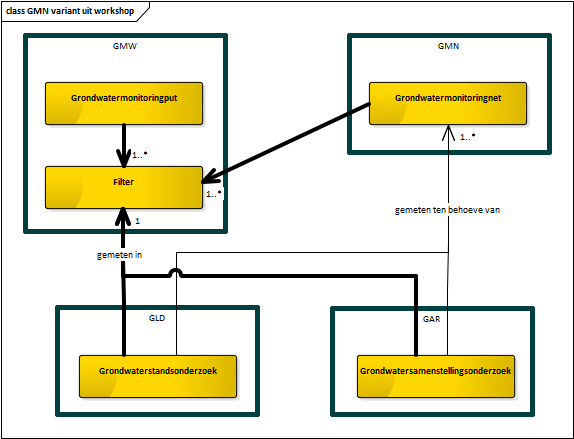 class GMN variant uit workshop
GMW
GMN
Grondwatermonitoringput
Grondwatermonitoringnet
1..*
1..*
Filter
1..*
1
gemeten ten behoeve van
gemeten in
GLD
GAR
Grondwaterstandsonderzoek
Grondwatersamenstellingsonderzoek